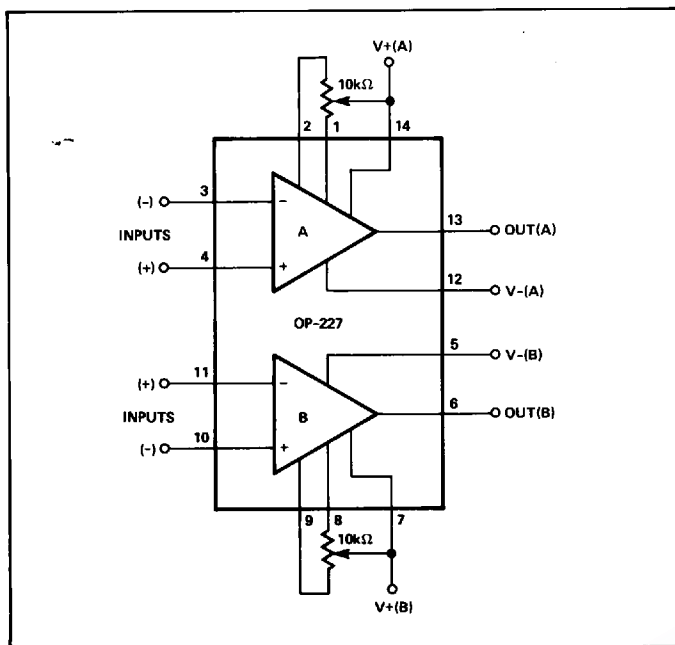 V+(A)
10kΩ
2 1 14
3
(-) −
INPUTS A 13 OUT(A)
4
(+) +
12 V-(A)
OP-227
5 V-(B)
11
(+) −
INPUTS B 6 OUT(B)
10
(-) +
9 8 7
10kΩ
V+(B)